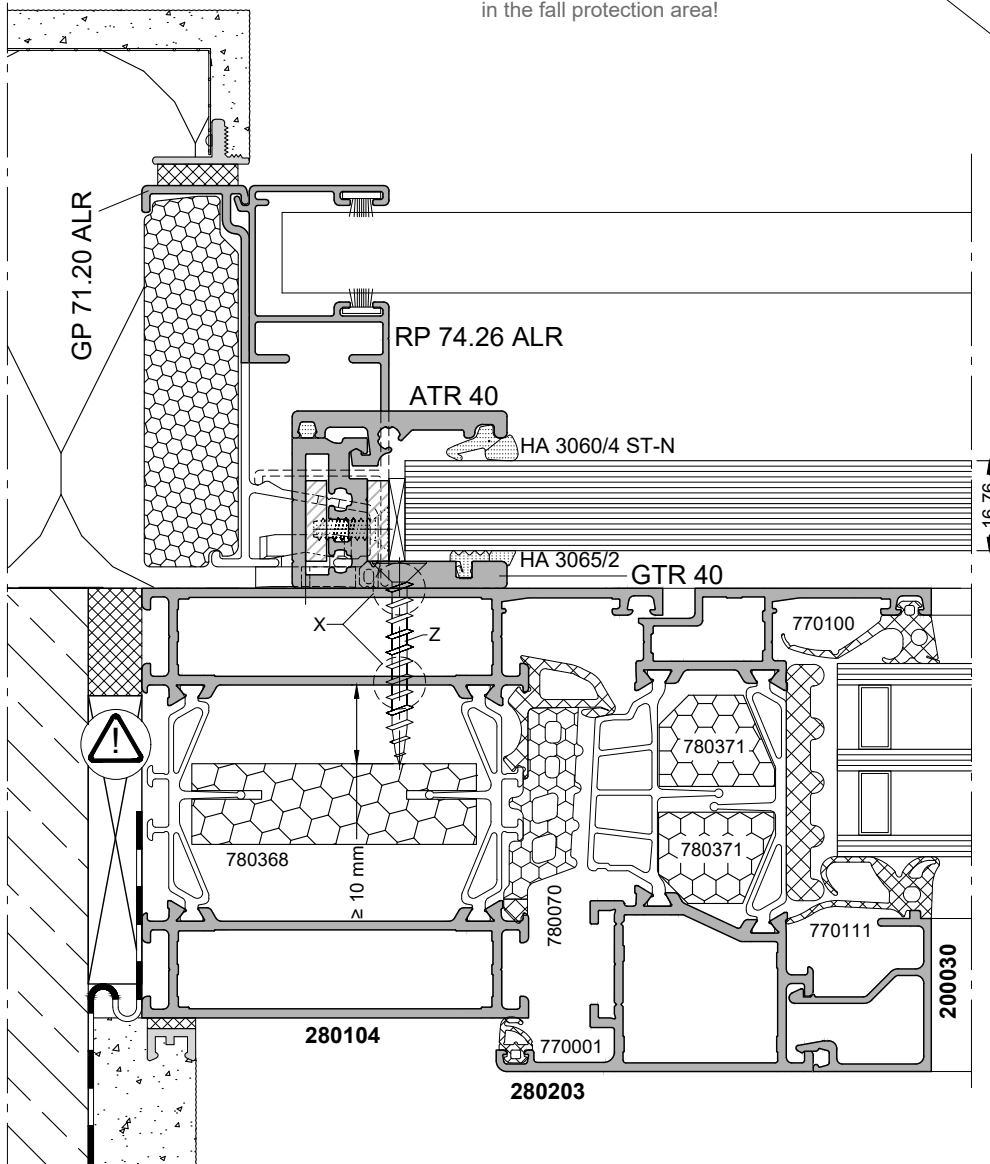 in the fall protection area!
GP 71.20 ALR
RP 74.26 ALR
ATR 40
HA 3060/4 ST-N
16,76
HA 3065/2
GTR 40
X
Z
770100
!
780371
780371
780368
≥ 10 mm
780070
770111
200030
280104
770001
280203